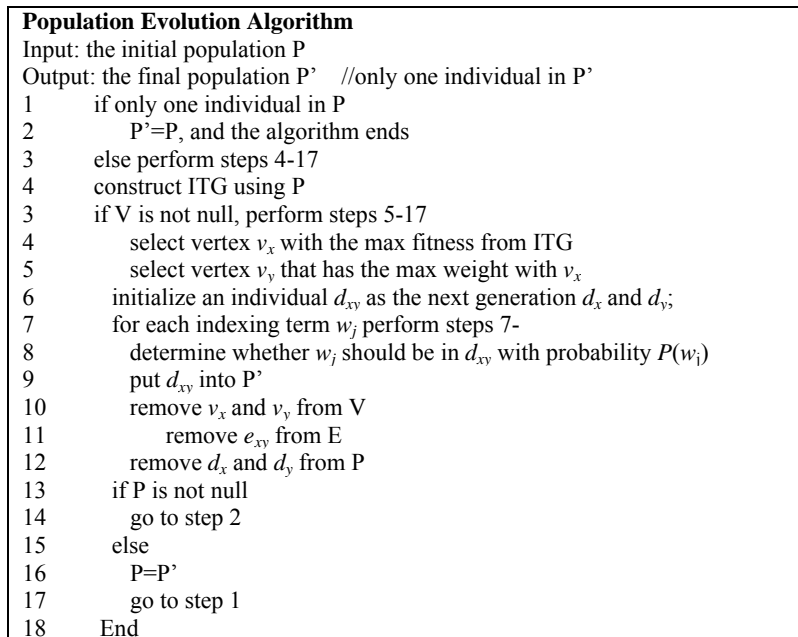 Population Evolution Algorithm
Input: the initial population P
Output: the final population P’ //only one individual in P’
1 if only one individual in P
2 P’=P, and the algorithm ends
3 else perform steps 4-17
4 construct ITG using P
3 if V is not null, perform steps 5-17
4 select vertex vx with the max fitness from ITG
5 select vertex vy that has the max weight with vx
6 initialize an individual dxy as the next generation dx and dy;
7 for each indexing term wj perform steps 7-
8 determine whether wj should be in dxy with probability P(wj)
9 put dxy into P’
10 remove vx and vy from V
11 remove exy from E
12 remove dx and dy from P
13 if P is not null
14 go to step 2
15 else
16 P=P’
17 go to step 1
18 End